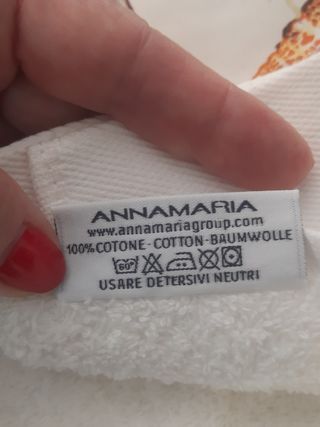 ANNAMARIA
www.annamariagroup.com
100% COTONE-COTTON-BAUMWOLLE
60°
USARE DETERSIVI NEUTRI